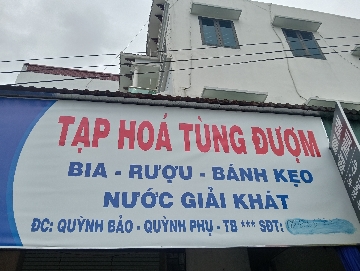 TẠP HOÁ TÙNG ĐƯỢM
BIA - RƯỢU - BÁNH KẸO
NƯỚC GIẢI KHÁT
ĐC: QUỲNH BẢO - QUỲNH PHỤ - TB *** SĐT: